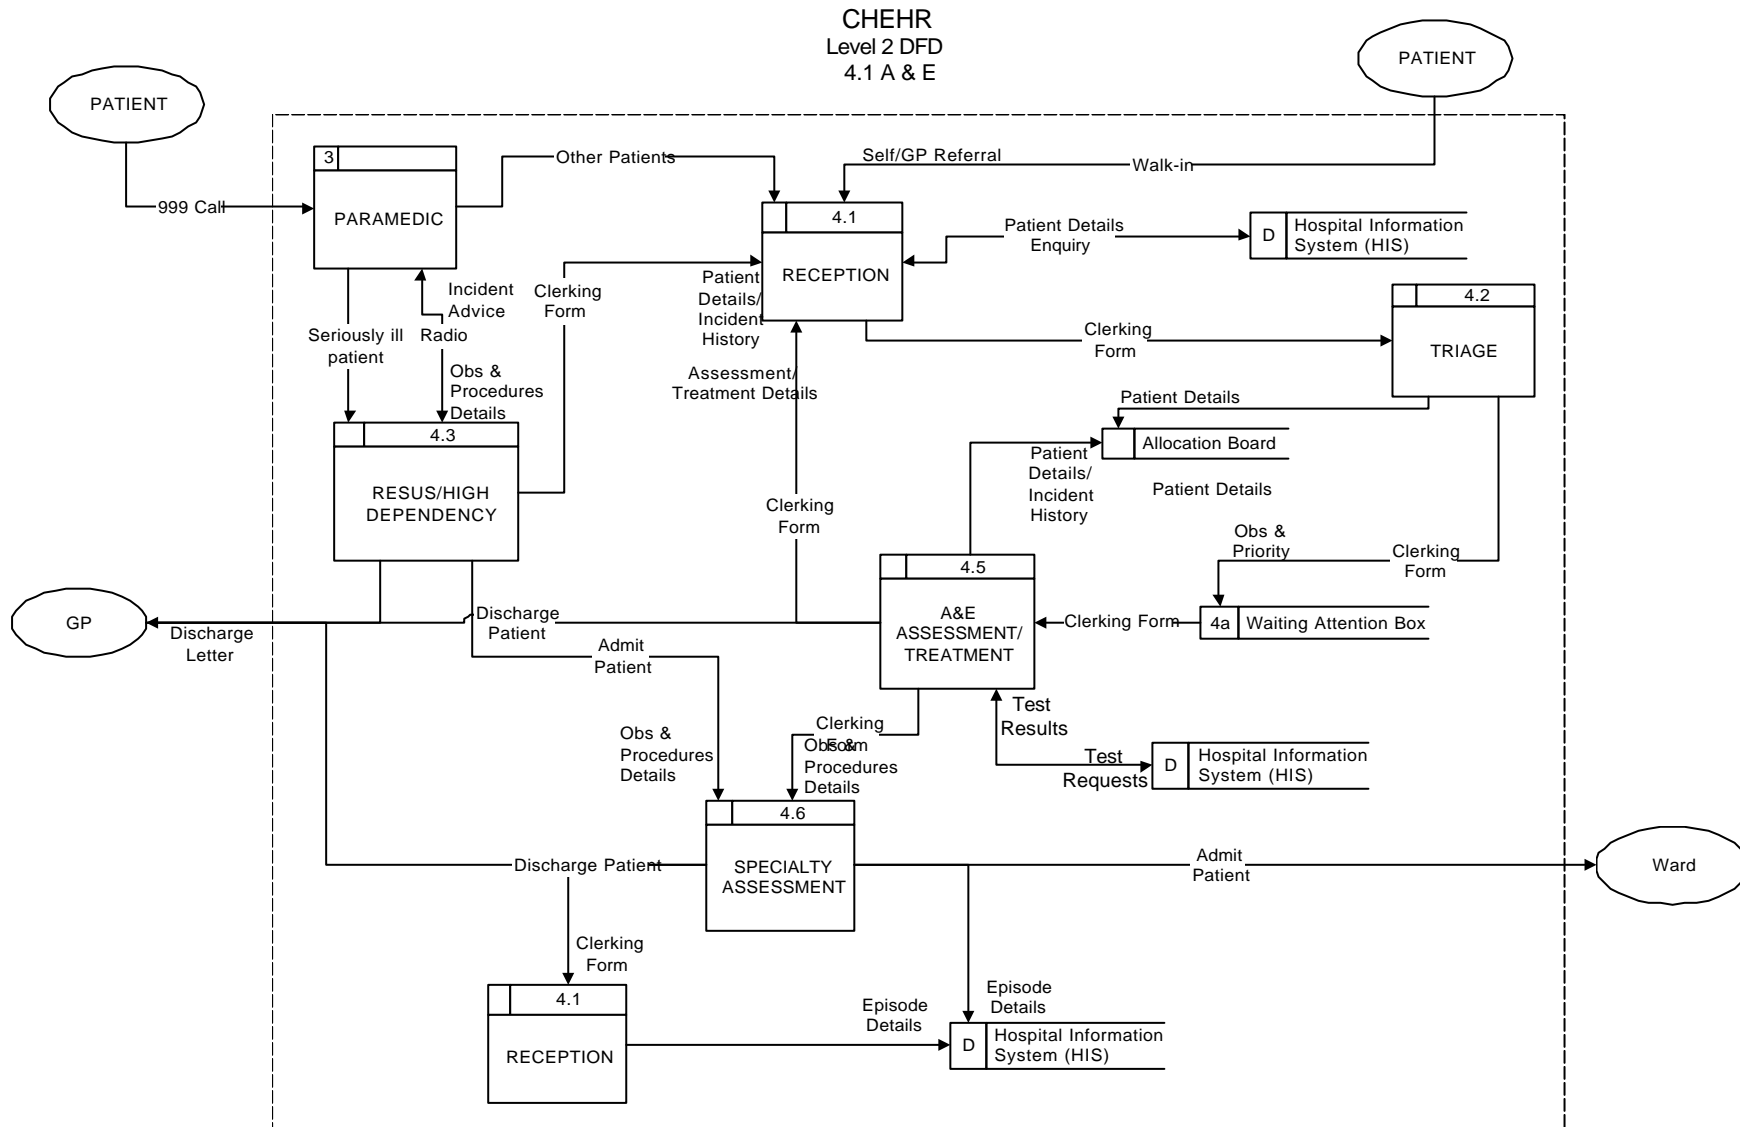 CHEHR
Level 2 DFD
4.1 A & E
PATIENT
PATIENT
3
PARAMEDIC
Other Patients
Self/GP Referral
Walk-in
999 Call
4.1
RECEPTION
Patient Details
Enquiry
D
Hospital Information
System (HIS)
Incident
Advice
Radio
Seriously ill
patient
Clerking
Form
Patient
Details/
Incident
History
Assessment/
Treatment Details
Clerking
Form
4.2
TRIAGE
Obs &
Procedures
Details
4.3
RESUS/HIGH
DEPENDENCY
Patient Details
Allocation Board
Patient
Details/
Incident
History
Patient Details
Clerking
Form
Obs &
Priority
Clerking
Form
4.5
A&E
ASSESSMENT/
TREATMENT
Clerking Form
4a
Waiting Attention Box
GP
Discharge
Letter
Discharge
Patient
Admit
Patient
Test
Results
Clerking
Form
Obs &
Procedures
Details
Obs &
Procedures
Details
Test
Requests
D
Hospital Information
System (HIS)
4.6
SPECIALTY
ASSESSMENT
Discharge Patient
Admit
Patient
Ward
Clerking
Form
4.1
RECEPTION
Episode
Details
Episode
Details
D
Hospital Information
System (HIS)